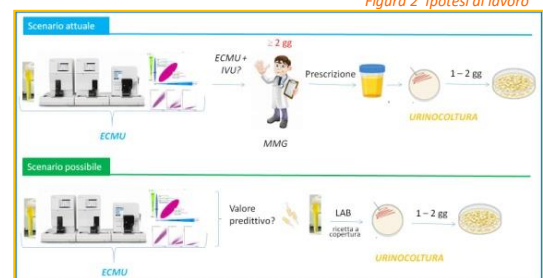 Figura 2 Ipotesi di lavoro
Scenario attuale
ECMU +
IVU?
≥ 2 gg
Prescrizione
1 – 2 gg
ECMU
MMG
URINOCOLTURA
Scenario possibile
Valore
predittivo?
LAB
ricetta a
copertura
1 – 2 gg
ECMU
URINOCOLTURA